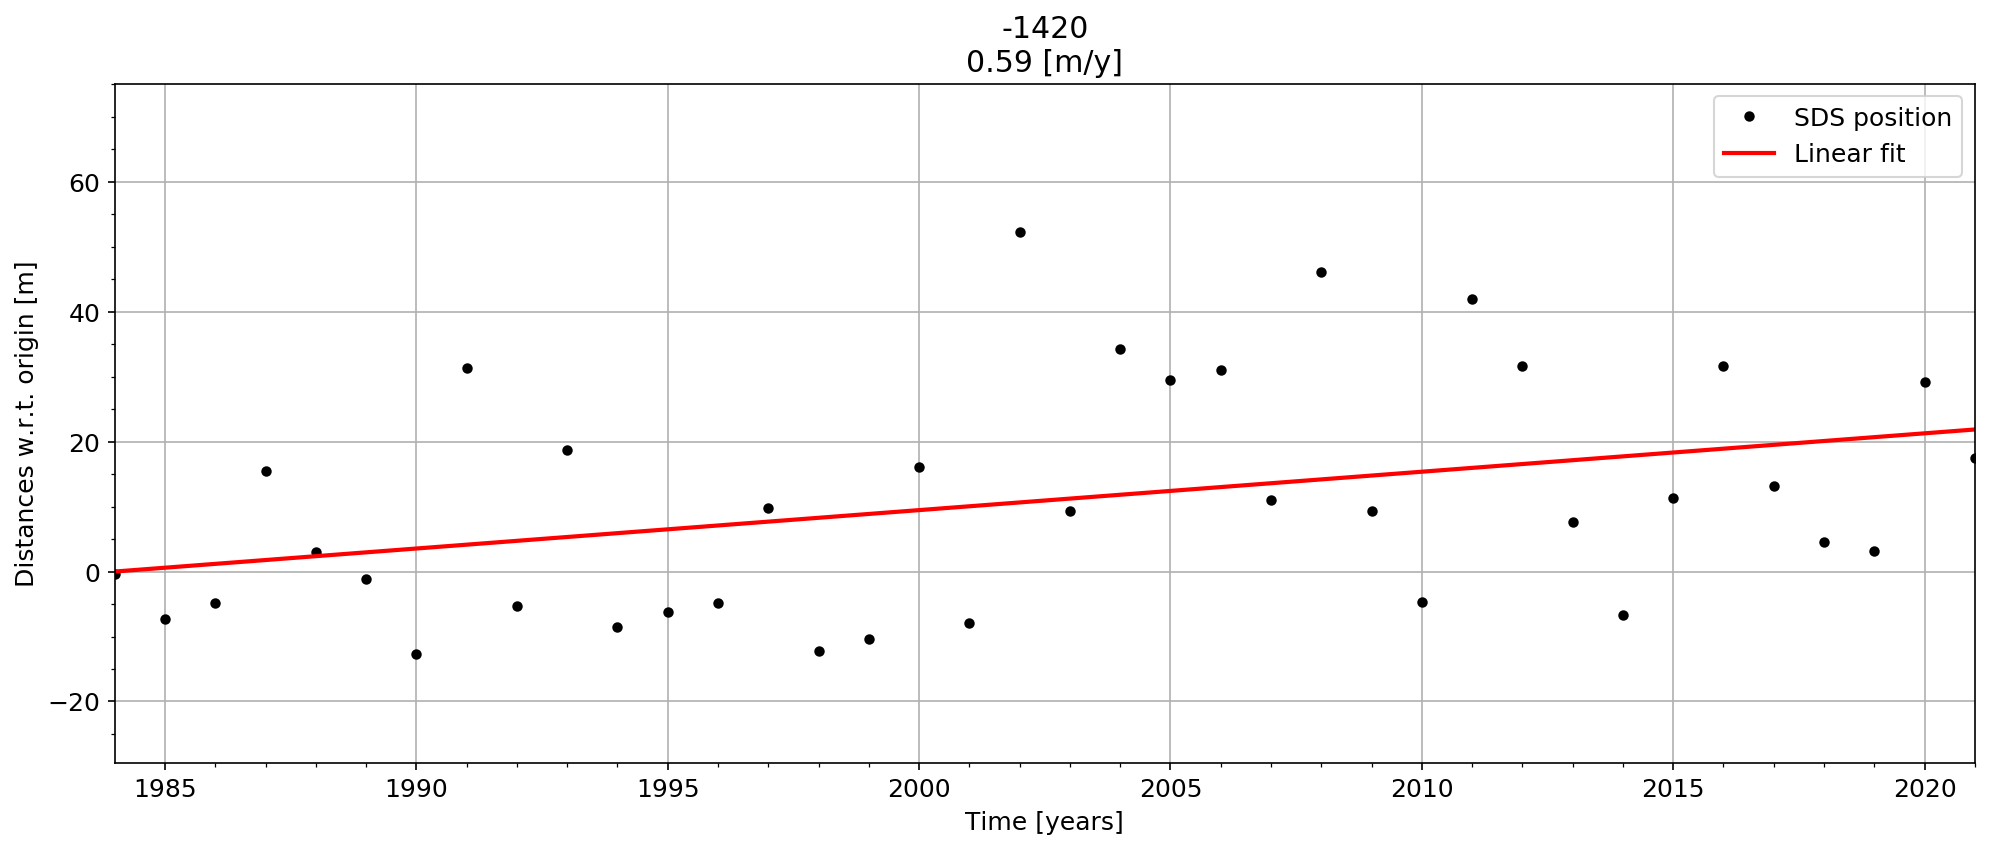 -1420
0.59 [m/y]
SDS position
Linear fit
Distances w.r.t. origin [m]
60
40
20
0
−20
1985 1990 1995 2000 2005 2010 2015 2020
Time [years]